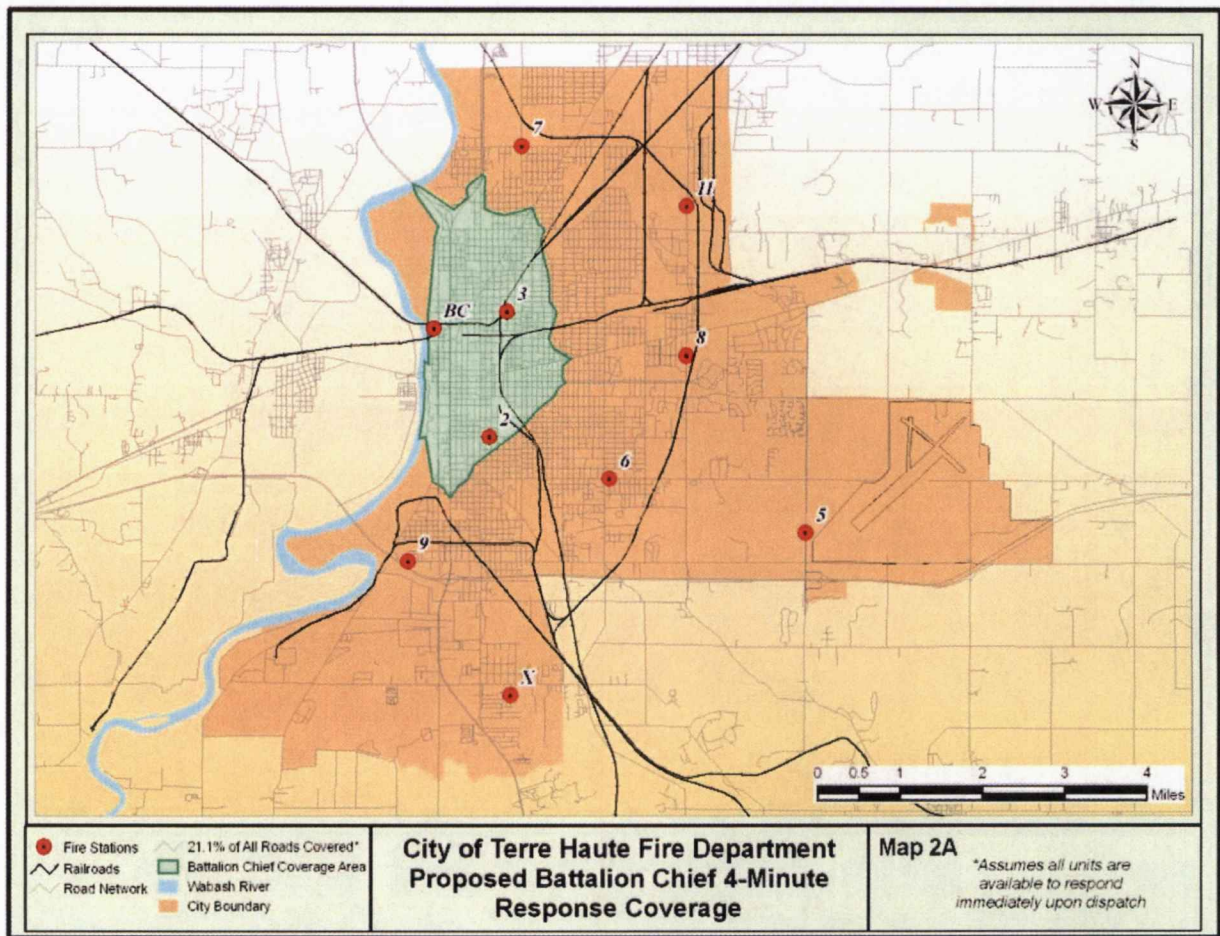 N
W E
S
7
11
3
BC
8
2
6
5
9
X
0 0.5 1 2 3 4
Miles
Fire Stations
Railroads
Road Network
21.1% of All Roads Covered*
Battalion Chief Coverage Area
Wabash River
City Boundary
City of Terre Haute Fire Department
Proposed Battalion Chief 4-Minute
Response Coverage
Map 2A
*Assumes all units are
available to respond
immediately upon dispatch